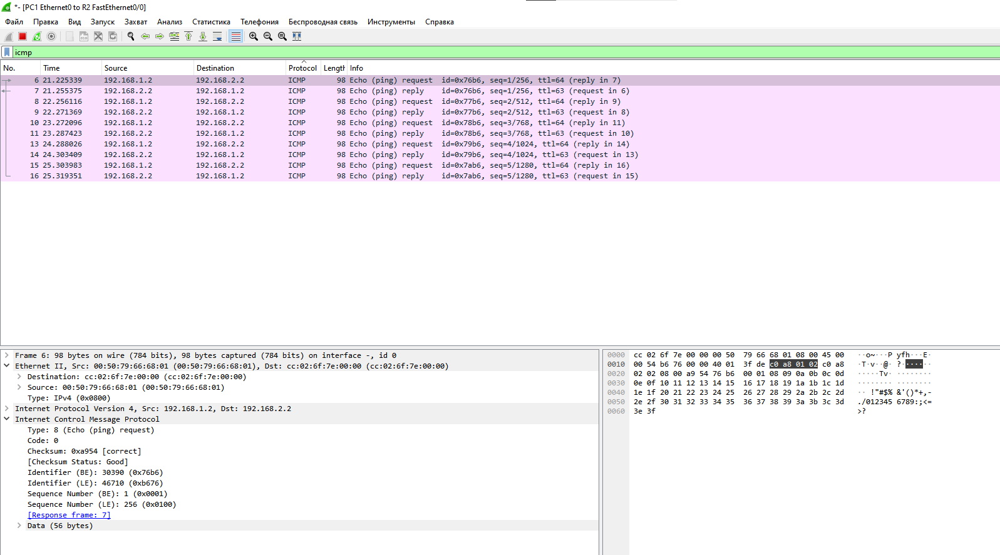 *- [PC1 Ethernet0 to R2 FastEthernet0/0]
Файл Правка Вид Запуск Захват Анализ Статистика Телефония Беспроводная связь Инструменты Справка
icmp
No. Time Source Destination Protocol Length Info
6 21.225339 192.168.1.2 192.168.2.2 ICMP 98 Echo (ping) request id=0x76b6, seq=1/256, ttl=64 (reply in 7)
7 21.255375 192.168.2.2 192.168.1.2 ICMP 98 Echo (ping) reply id=0x76b6, seq=1/256, ttl=63 (request in 6)
8 22.256116 192.168.1.2 192.168.2.2 ICMP 98 Echo (ping) request id=0x77b6, seq=2/512, ttl=64 (reply in 9)
9 22.271369 192.168.2.2 192.168.1.2 ICMP 98 Echo (ping) reply id=0x77b6, seq=2/512, ttl=63 (request in 8)
10 23.272096 192.168.1.2 192.168.2.2 ICMP 98 Echo (ping) request id=0x78b6, seq=3/768, ttl=64 (reply in 11)
11 23.287423 192.168.2.2 192.168.1.2 ICMP 98 Echo (ping) reply id=0x78b6, seq=3/768, ttl=63 (request in 10)
13 24.288026 192.168.1.2 192.168.2.2 ICMP 98 Echo (ping) request id=0x79b6, seq=4/1024, ttl=64 (reply in 14)
14 24.303409 192.168.2.2 192.168.1.2 ICMP 98 Echo (ping) reply id=0x79b6, seq=4/1024, ttl=63 (request in 13)
15 25.303983 192.168.1.2 192.168.2.2 ICMP 98 Echo (ping) request id=0x7ab6, seq=5/1280, ttl=64 (reply in 16)
16 25.319351 192.168.2.2 192.168.1.2 ICMP 98 Echo (ping) reply id=0x7ab6, seq=5/1280, ttl=63 (request in 15)
Frame 6: 98 bytes on wire (784 bits), 98 bytes captured (784 bits) on interface -, id 0
Ethernet II, Src: 00:50:79:66:68:01 (00:50:79:66:68:01), Dst: cc:02:6f:7e:00:00 (cc:02:6f:7e:00:00)
Destination: cc:02:6f:7e:00:00 (cc:02:6f:7e:00:00)
Source: 00:50:79:66:68:01 (00:50:79:66:68:01)
Type: IPv4 (0x0800)
Internet Protocol Version 4, Src: 192.168.1.2, Dst: 192.168.2.2
Internet Control Message Protocol
Type: 8 (Echo (ping) request)
Code: 0
Checksum: 0xa954 [correct]
[Checksum Status: Good]
Identifier (BE): 30390 (0x76b6)
Identifier (LE): 46710 (0xb676)
Sequence Number (BE): 1 (0x0001)
Sequence Number (LE): 256 (0x0100)
[Response frame: 7]
Data (56 bytes)
0000 cc 02 6f 7e 00 00 00 50 79 66 68 01 08 00 45 00 ··o~···P yfh···E·
0010 00 54 b6 76 00 00 40 01 3f de c0 a8 01 02 c0 a8 ·T·v··@· ?·······
0020 02 02 08 00 a9 54 76 b6 00 01 08 09 0a 0b 0c 0d ·····Tv· ········
0030 0e 0f 10 11 12 13 14 15 16 17 18 19 1a 1b 1c 1d ········ ········
0040 1e 1f 20 21 22 23 24 25 26 27 28 29 2a 2b 2c 2d ·· !"#$% &'()*+,-
0050 2e 2f 30 31 32 33 34 35 36 37 38 39 3a 3b 3c 3d ./012345 6789:;<=
0060 3e 3f >?